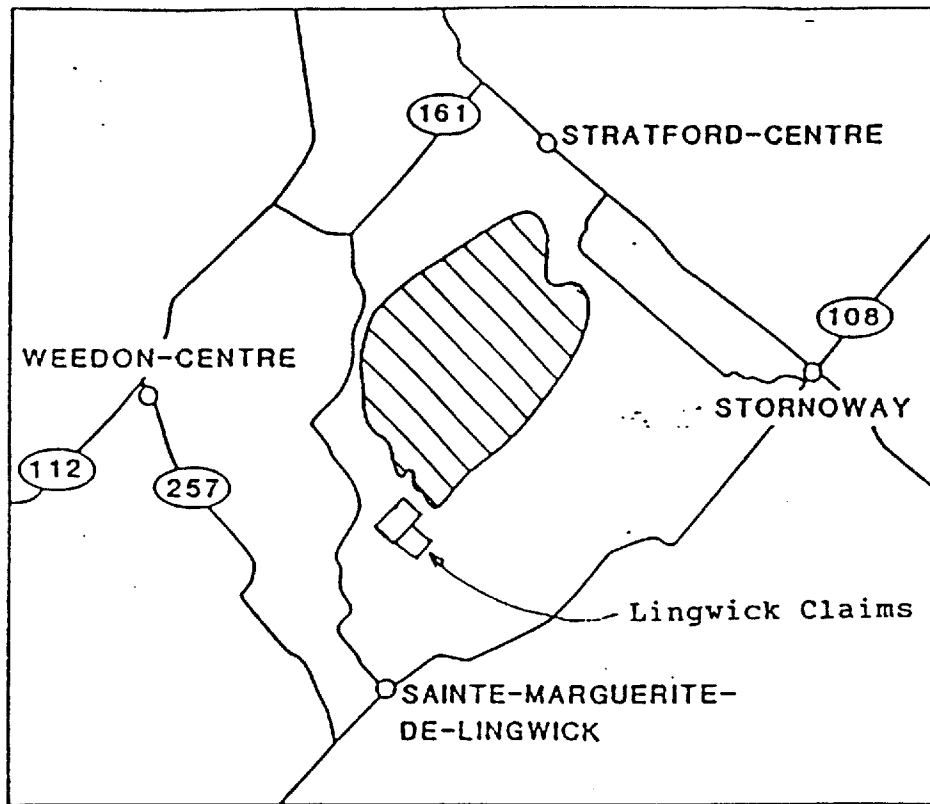 161
STRATFORD-CENTRE
108
WEEDON-CENTRE
STORNOWAY
112
257
Lingwick Claims
SAINTE-MARGUERITE-
DE-LINGWICK